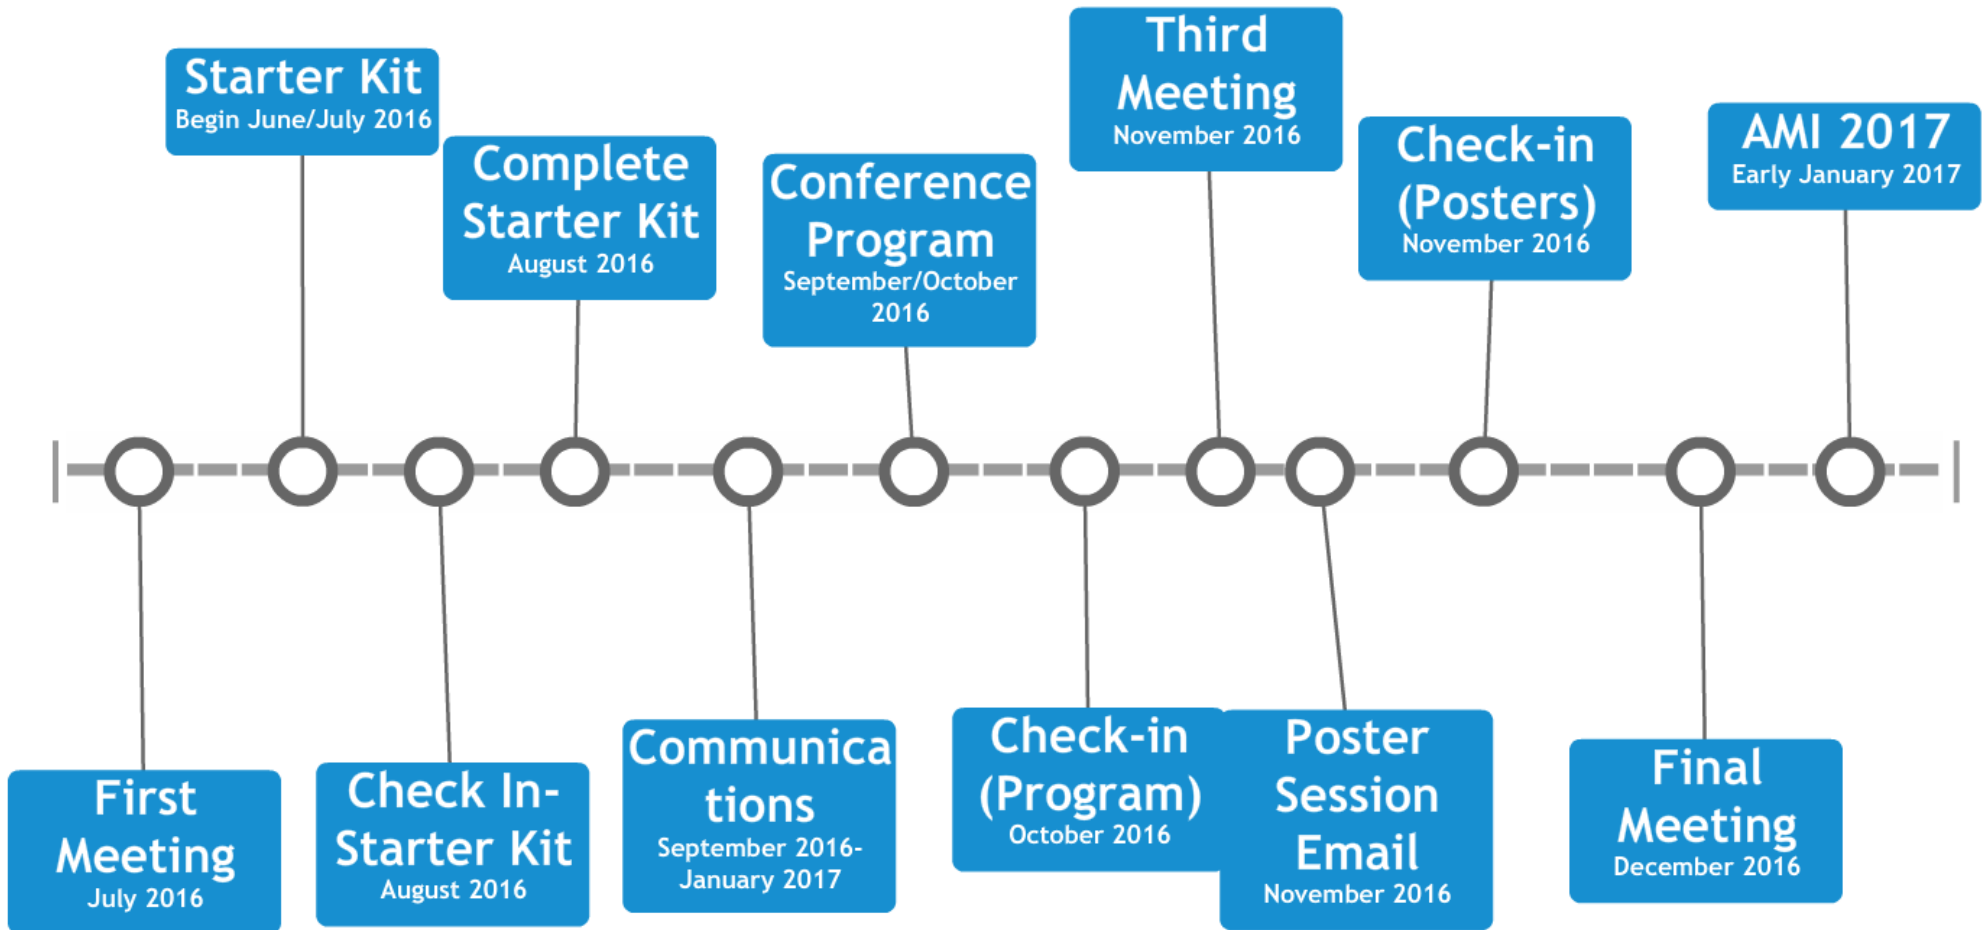 First
Meeting
July 2016
Starter Kit
Begin June/July 2016
Check In-
Starter Kit
August 2016
Complete
Starter Kit
August 2016
Communica
tions
September 2016-
January 2017
Conference
Program
September/October
2016
Check-in
(Program)
October 2016
Third
Meeting
November 2016
Poster
Session
Email
November 2016
Check-in
(Posters)
November 2016
Final
Meeting
December 2016
AMI 2017
Early January 2017